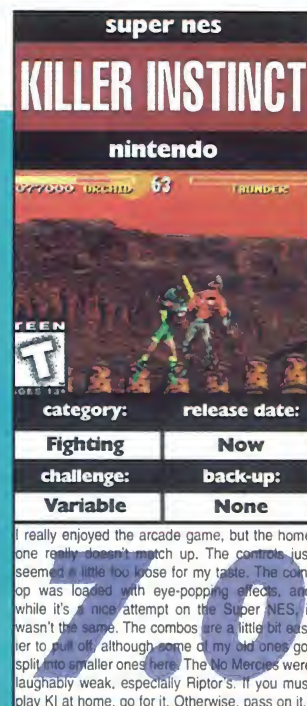 super nes
KILLER INSTINCT
nintendo
077000 ORCHID 63 THUNDER
TEEN
T
AGES 13+
category: release date:
Fighting Now
challenge: back-up:
Variable None
I really enjoyed the arcade game, but the home
one really doesn't match up. The controls just
seemed a little too loose for my taste. The coin-
op was loaded with eye-popping effects, and
while it's a nice attempt on the Super NES, it
wasn't the same. The combos are a little bit eas-
ier to pull off, although some of my old ones got
split into smaller ones here. The No Mercies were
laughably weak, especially Riptor's. If you must
play KI at home, go for it. Otherwise, pass on it.
7.0